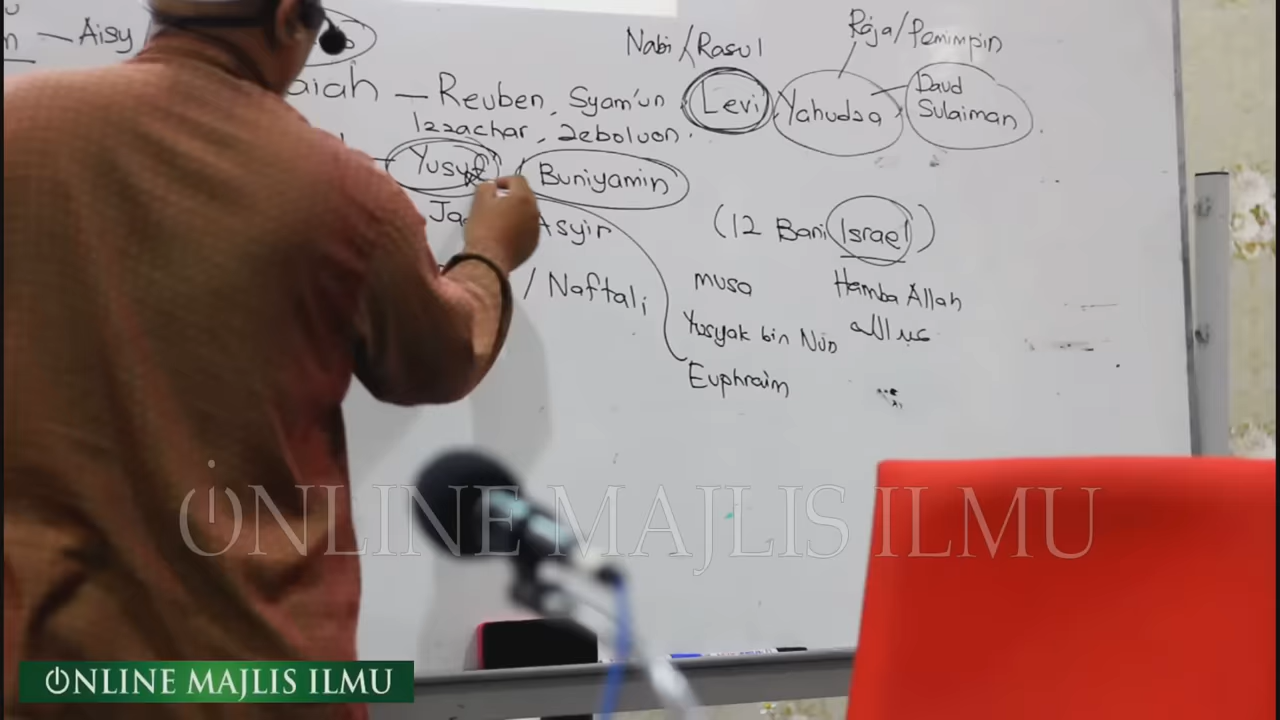 Nabi / Rasul
Raja/Pemimpin
— Aisy
aiah — Reuben, Syam'un Levi, Yahudza
Daud
Sulaiman
Izzachar, Zeboluon.
Yusuf Buniyamin
Ja Asyir
(12 Bani Israel)
/ Naftali
musa
Hamba Allah
Yusyak bin Nun
عبد الله
Euphraim
ONLINE MAJLIS ILMU
ONLINE MAJLIS ILMU